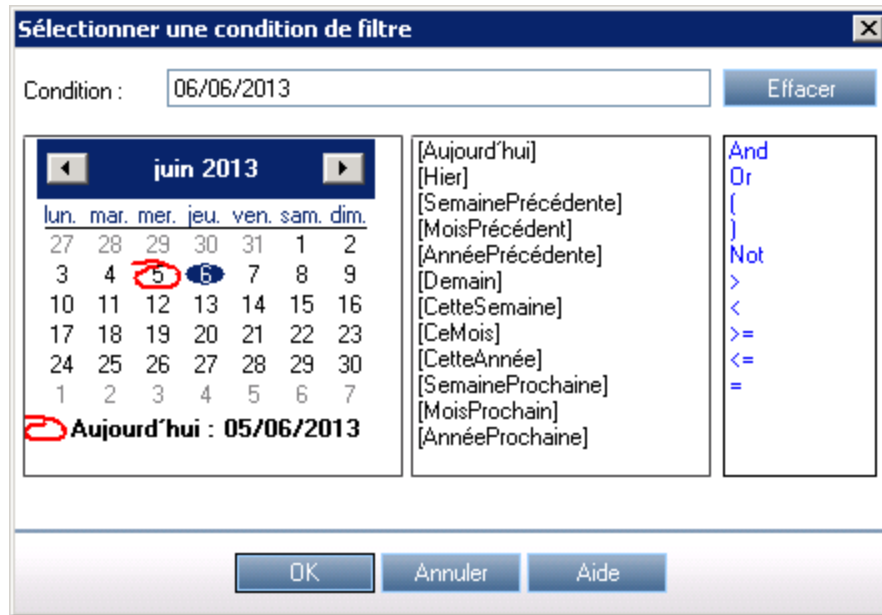 Sélectionner une condition de filtre
Condition :
06/06/2013
Effacer
juin 2013
lun. mar. mer. jeu. ven. sam. dim.
27 28 29 30 31 1 2
3 4 5 6 7 8 9
10 11 12 13 14 15 16
17 18 19 20 21 22 23
24 25 26 27 28 29 30
1 2 3 4 5 6 7
Aujourd´hui : 05/06/2013
[Aujourd´hui]
[Hier]
[SemainePrécédente]
[MoisPrécédent]
[AnnéePrécédente]
[Demain]
[CetteSemaine]
[CeMois]
[CetteAnnée]
[SemaineProchaine]
[MoisProchain]
[AnnéeProchaine]
And
Or
(
)
Not
>
<
>=
<=
=
OK
Annuler
Aide